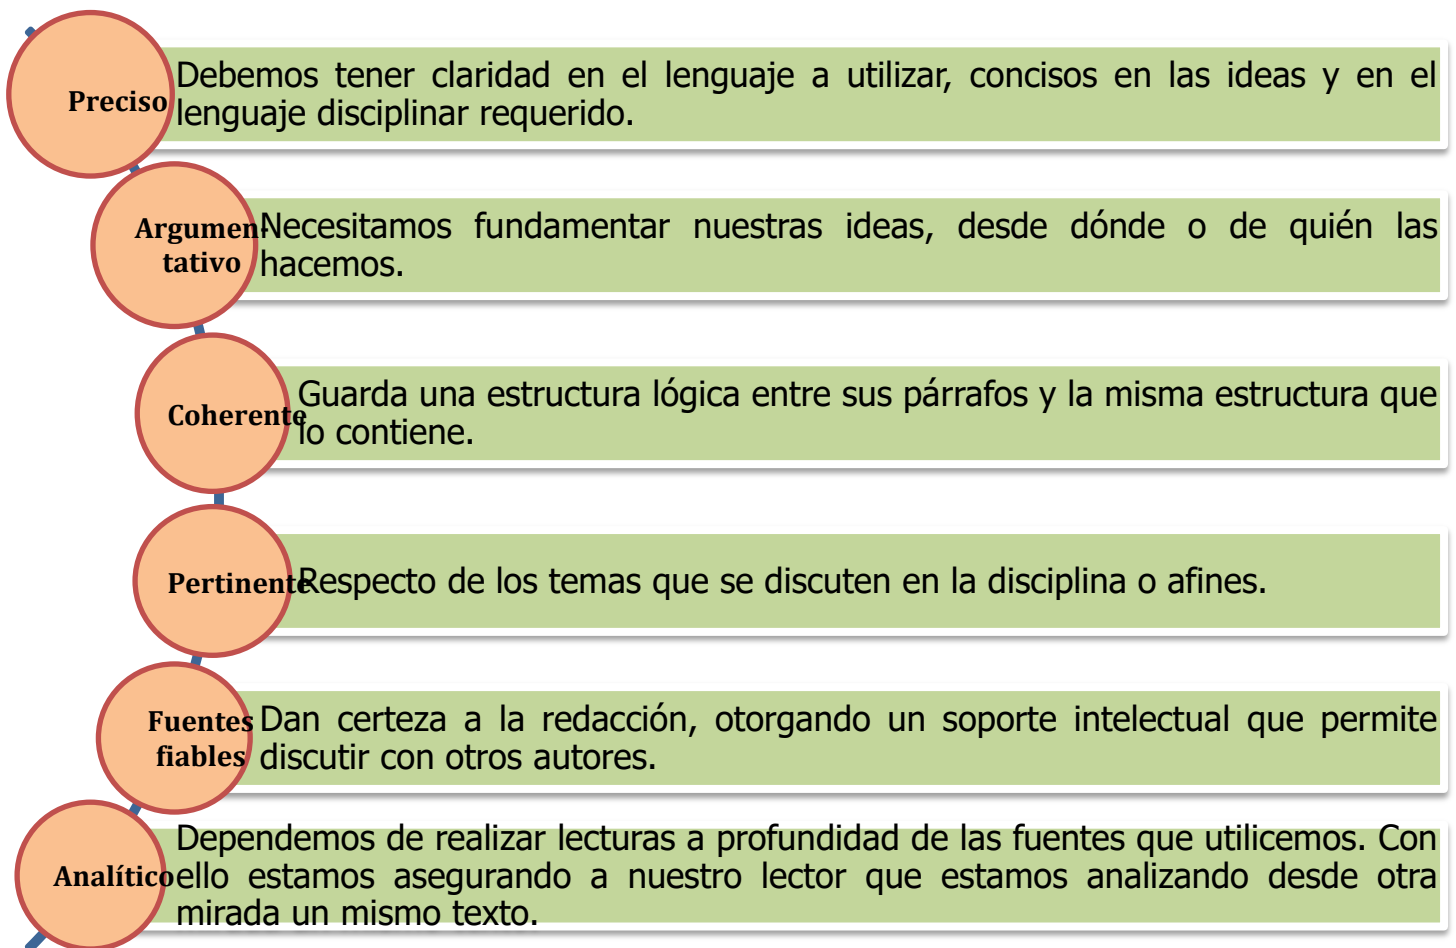 Preciso
Debemos tener claridad en el lenguaje a utilizar, concisos en las ideas y en el
lenguaje disciplinar requerido.
Argumen-
tativo
Necesitamos fundamentar nuestras ideas, desde dónde o de quién las
hacemos.
Coherente
Guarda una estructura lógica entre sus párrafos y la misma estructura que
lo contiene.
Pertinente
Respecto de los temas que se discuten en la disciplina o afines.
Fuentes
fiables
Dan certeza a la redacción, otorgando un soporte intelectual que permite
discutir con otros autores.
Analítico
Dependemos de realizar lecturas a profundidad de las fuentes que utilicemos. Con
ello estamos asegurando a nuestro lector que estamos analizando desde otra
mirada un mismo texto.